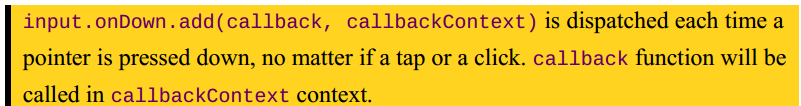 input.onDown.add(callback, callbackContext) is dispatched each time a
pointer is pressed down, no matter if a tap or a click. callback function will be
called in callbackContext context.